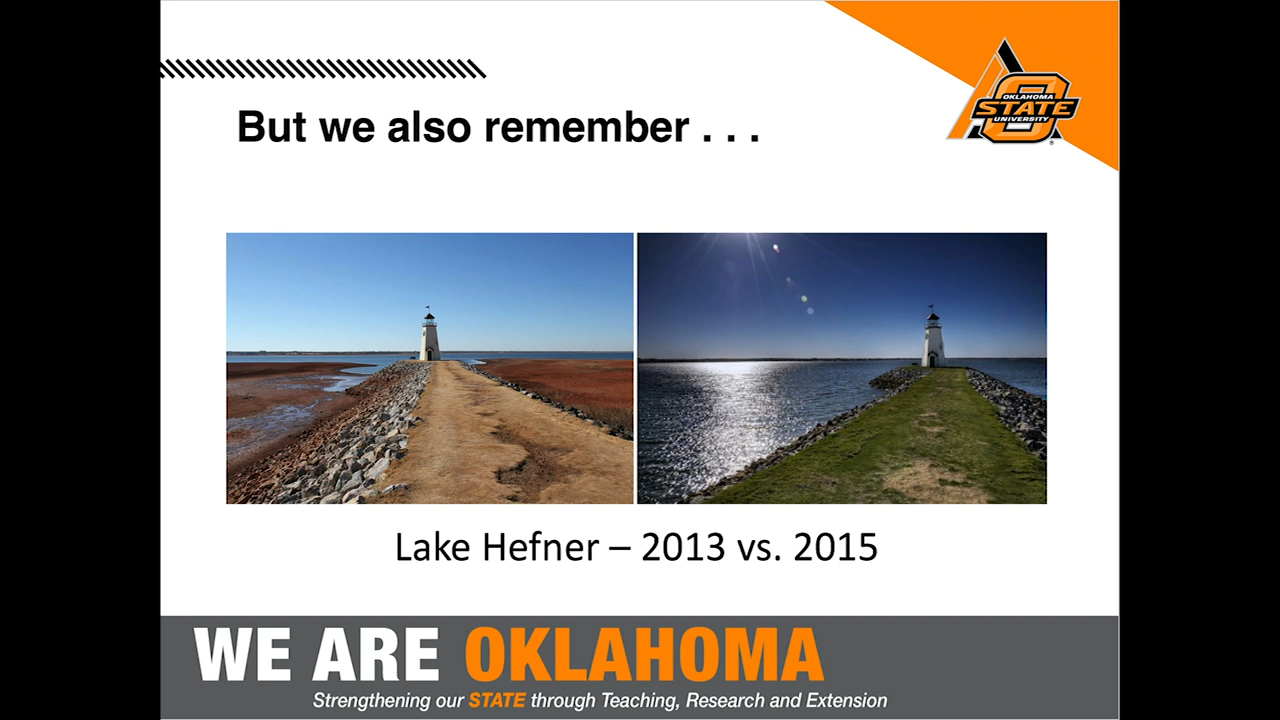 OKLAHOMA
STATE
UNIVERSITY
But we also remember . . .
Lake Hefner – 2013 vs. 2015
WE ARE OKLAHOMA
Strengthening our STATE through Teaching, Research and Extension